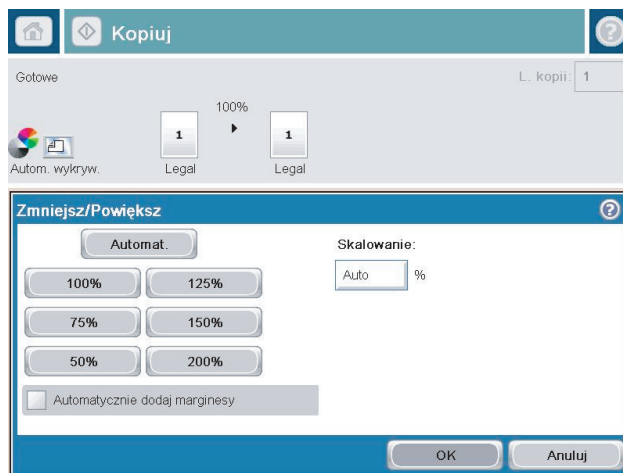 Kopiuj
?
Gotowe
L. kopii: 1
100%
1 1
Autom. wykryw. Legal Legal
Zmniejsz/Powiększ ?
Automat.
Skalowanie:
Auto %
100% 125%
75% 150%
50% 200%
Automatycznie dodaj marginesy
OK Anuluj